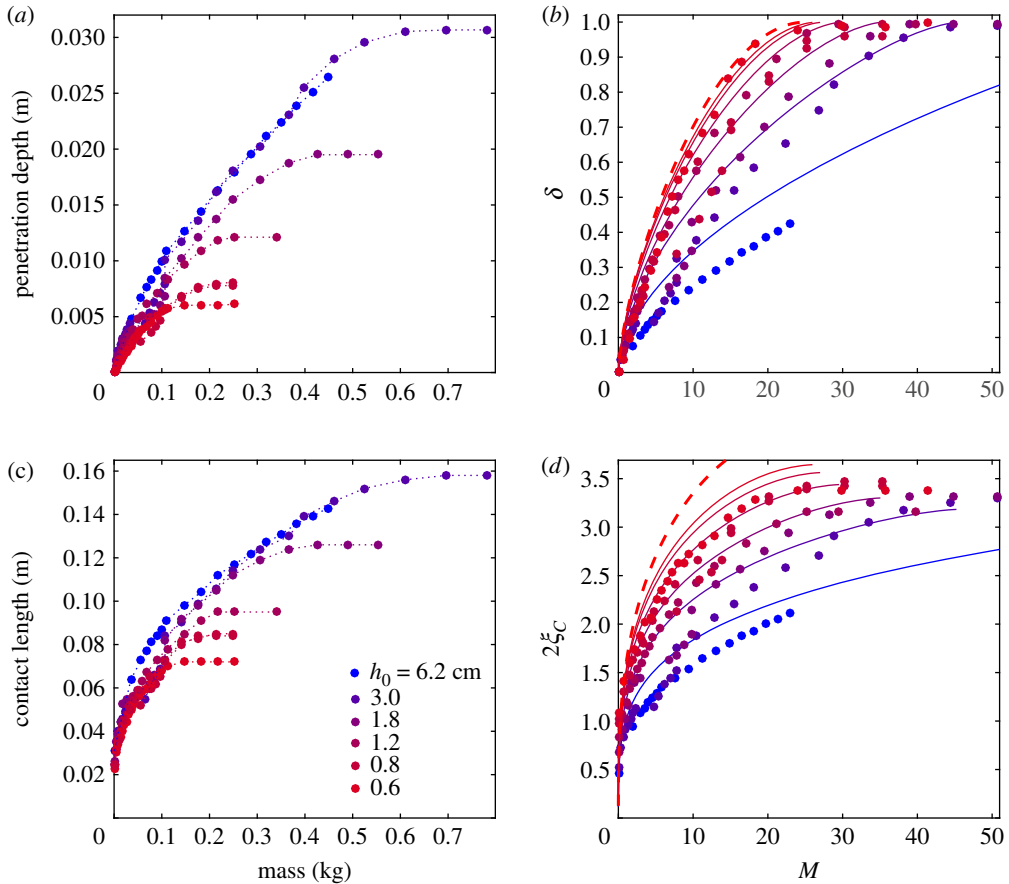 (a)
penetration depth (m)
0.030
0.025
0.020
0.015
0.010
0.005
0 0.1 0.2 0.3 0.4 0.5 0.6 0.7
(b)
δ
1.0
0.9
0.8
0.7
0.6
0.5
0.4
0.3
0.2
0.1
0 10 20 30 40 50
(c)
contact length (m)
0.16
0.14
0.12
0.10
0.08
0.06
0.04
0.02
0 0.1 0.2 0.3 0.4 0.5 0.6 0.7
mass (kg)
h0 = 6.2 cm
3.0
1.8
1.2
0.8
0.6
(d)
2ξC
3.5
3.0
2.5
2.0
1.5
1.0
0.5
0 10 20 30 40 50
M